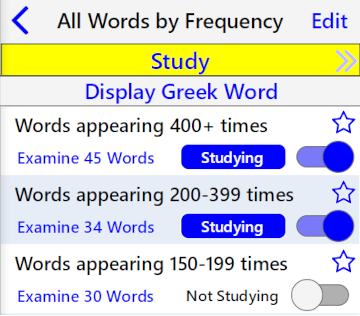 All Words by Frequency Edit
Study
Display Greek Word
Words appearing 400+ times
Examine 45 Words Studying
Words appearing 200-399 times
Examine 34 Words Studying
Words appearing 150-199 times
Examine 30 Words Not Studying